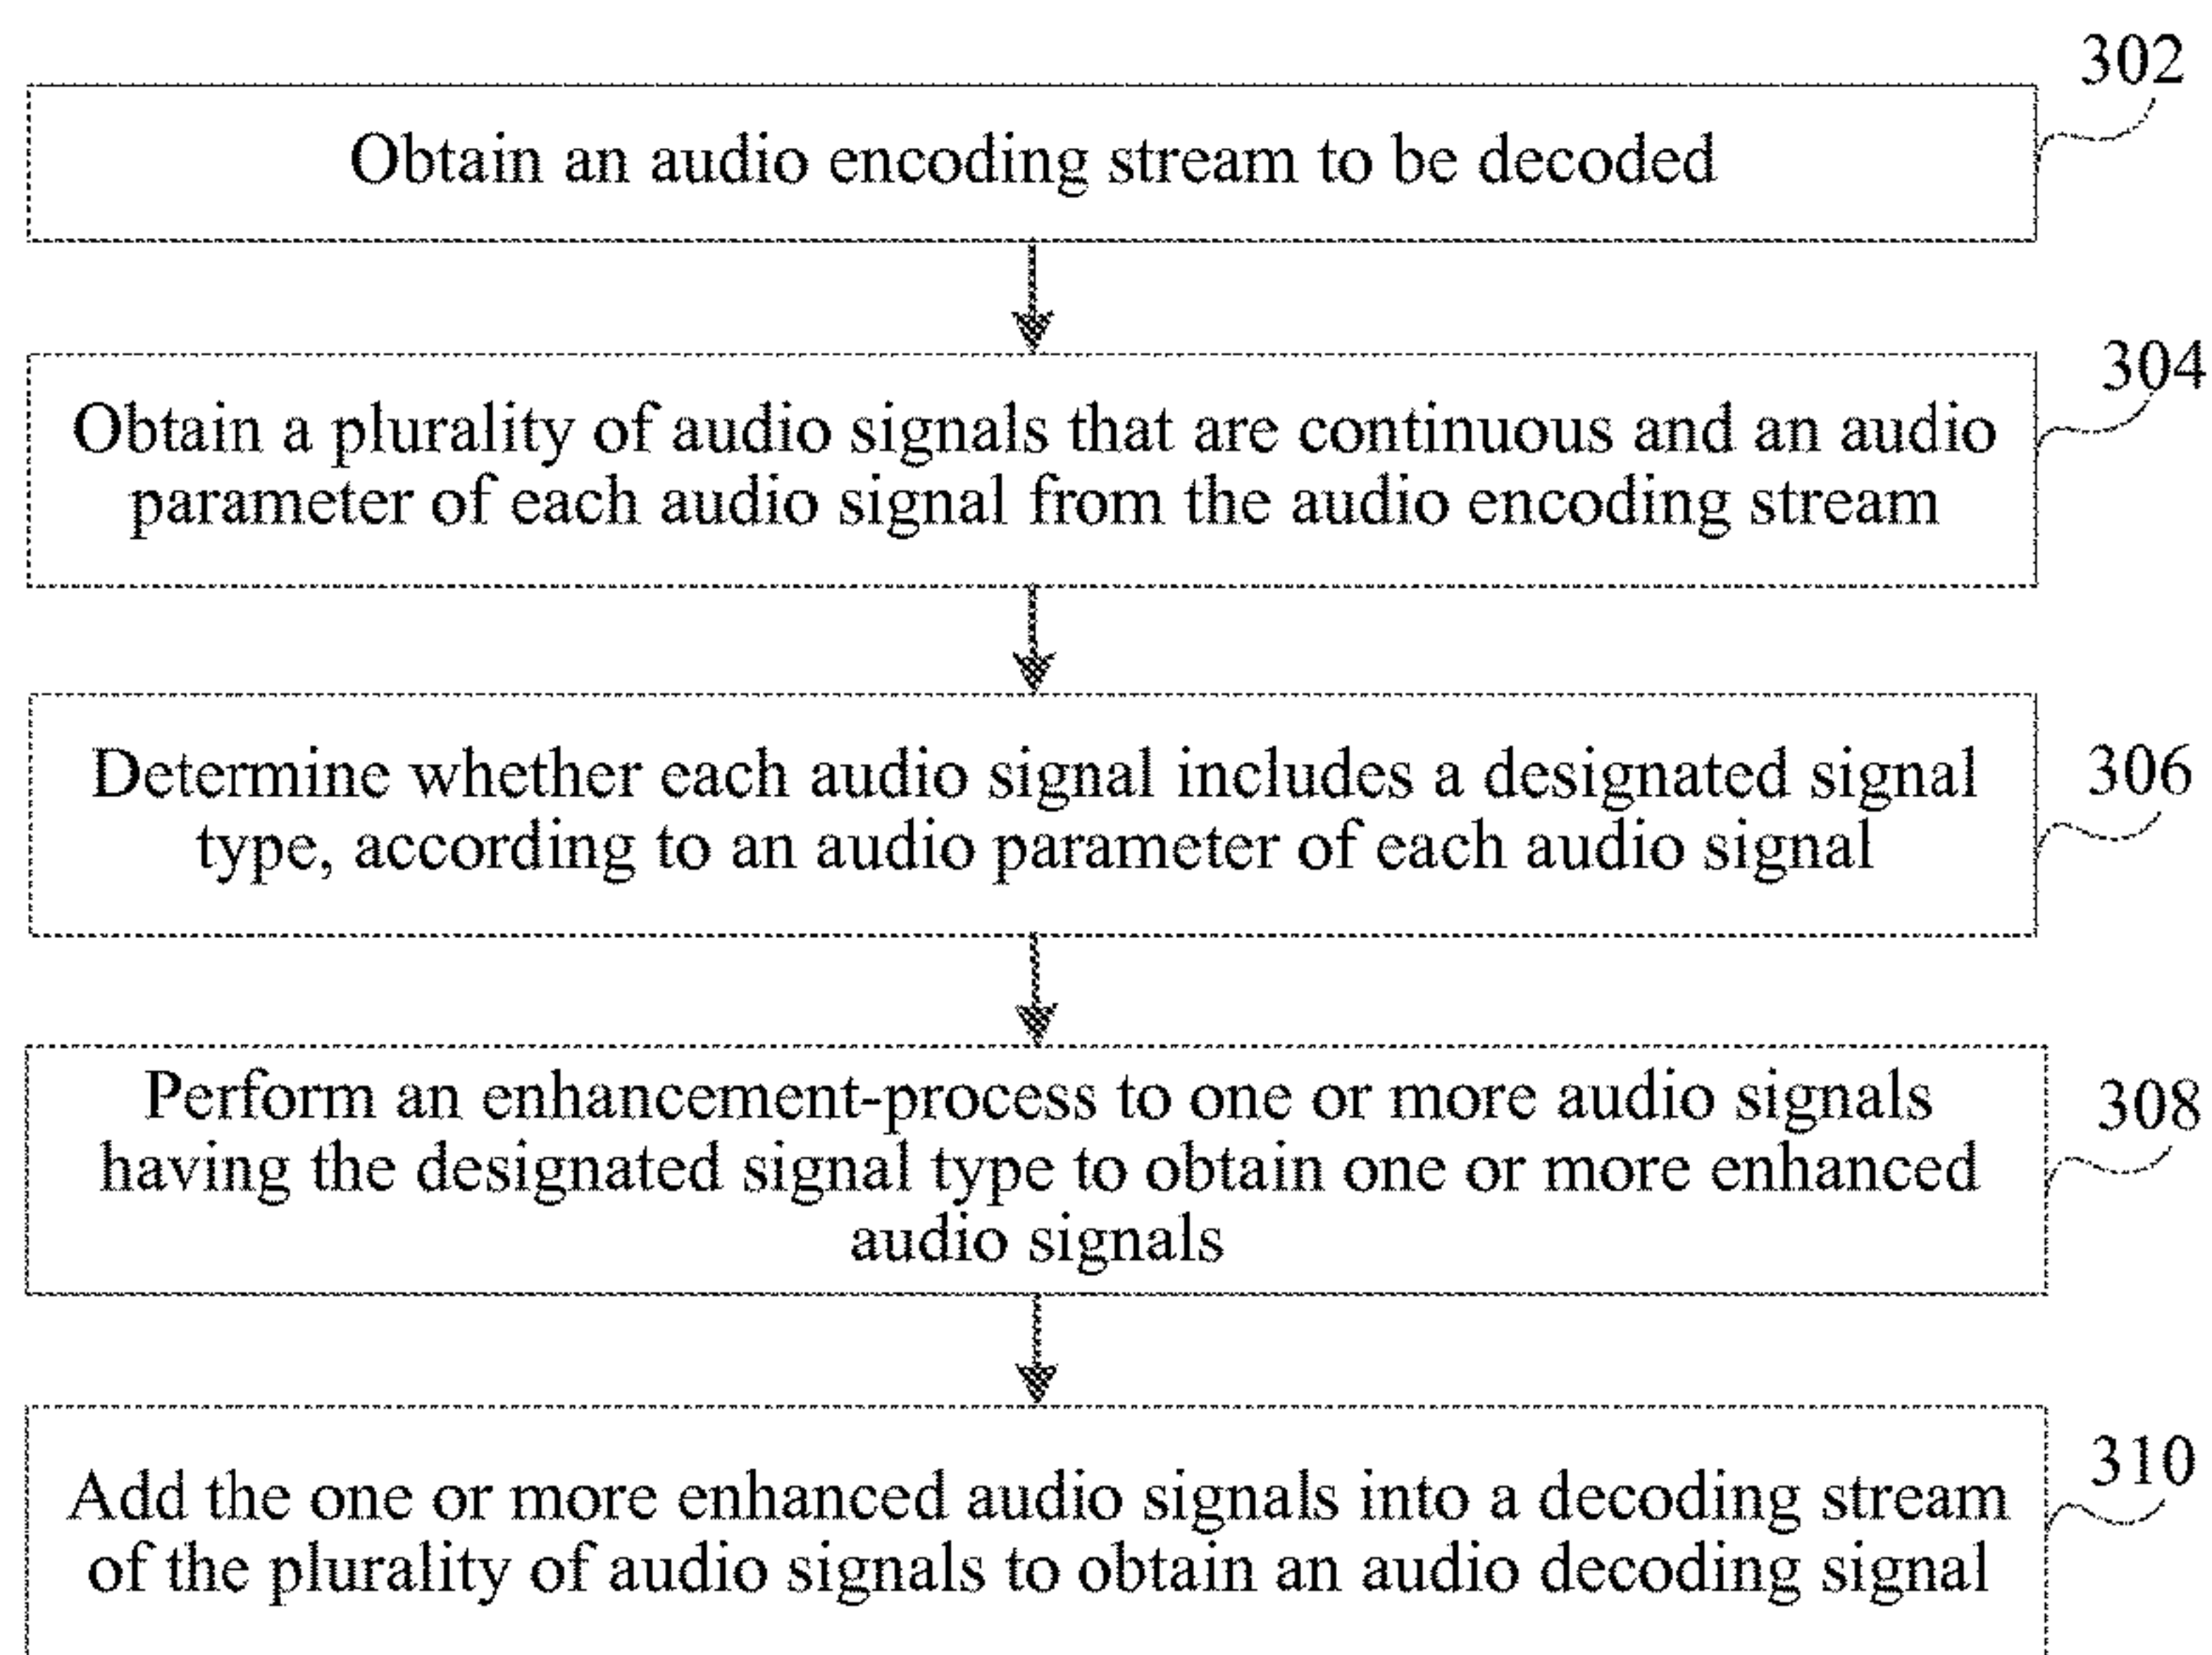 302
Obtain an audio encoding stream to be decoded
304
Obtain a plurality of audio signals that are continuous and an audio
parameter of each audio signal from the audio encoding stream
306
Determine whether each audio signal includes a designated signal
type, according to an audio parameter of each audio signal
308
Perform an enhancement-process to one or more audio signals
having the designated signal type to obtain one or more enhanced
audio signals
310
Add the one or more enhanced audio signals into a decoding stream
of the plurality of audio signals to obtain an audio decoding signal